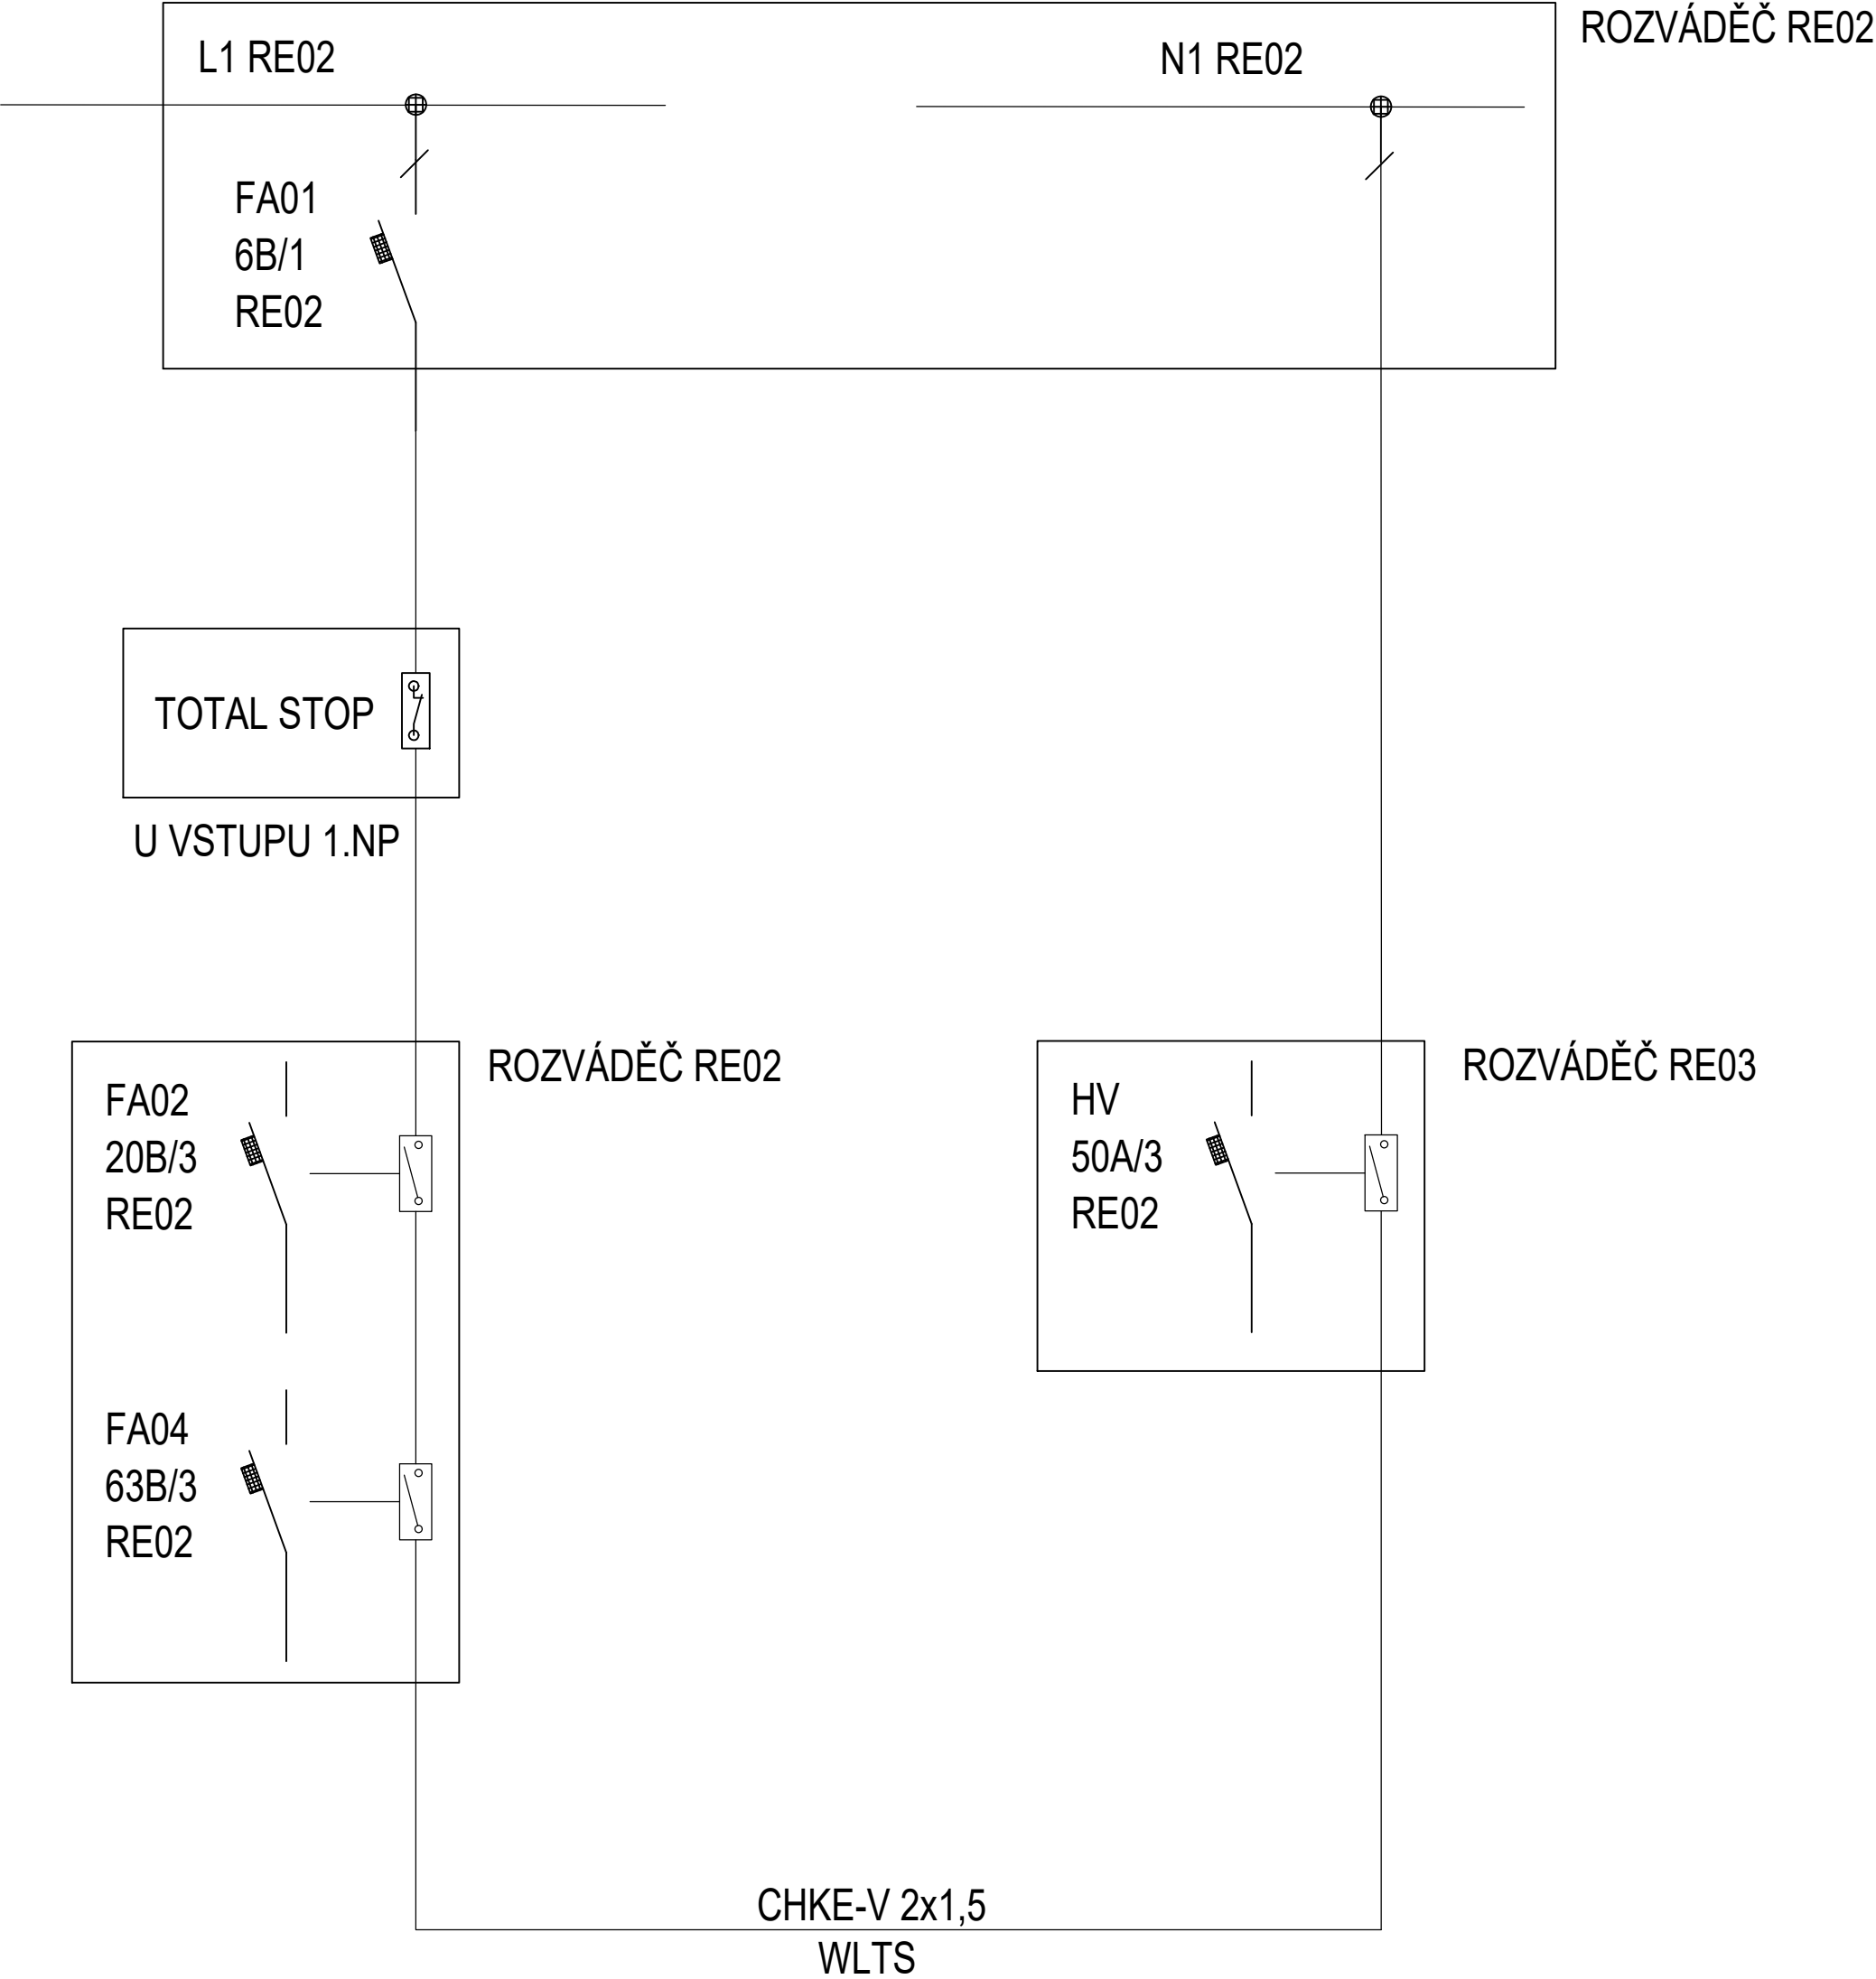 ROZVÁDĚČ RE02
L1 RE02
N1 RE02
FA01
6B/1
RE02
TOTAL STOP
U VSTUPU 1.NP
ROZVÁDĚČ RE02
FA02
20B/3
RE02
FA04
63B/3
RE02
ROZVÁDĚČ RE03
HV
50A/3
RE02
CHKE-V 2x1,5
WLTS